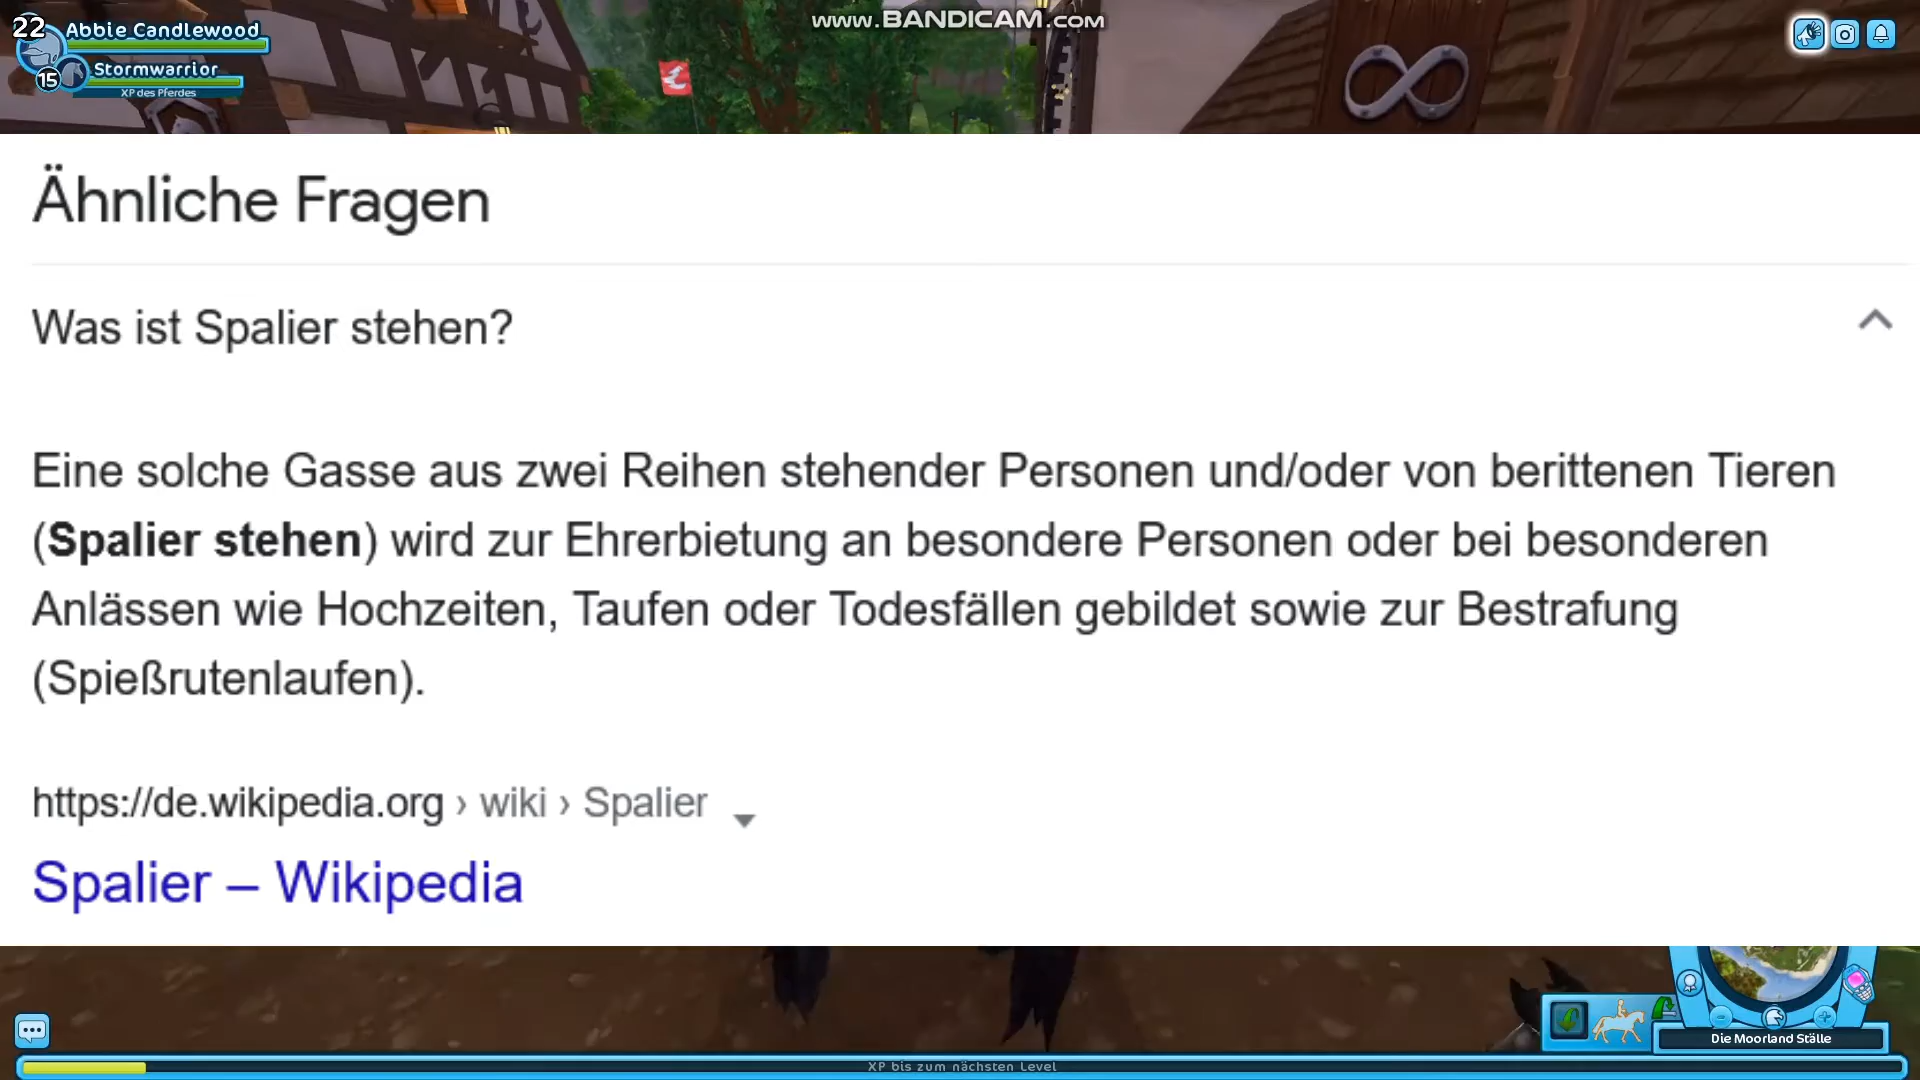 www.BANDICAM.com
22
Abbie Candlewood
Stormwarrior
15
XP des Pferdes
Ähnliche Fragen
Was ist Spalier stehen?
Eine solche Gasse aus zwei Reihen stehender Personen und/oder von berittenen Tieren
(Spalier stehen) wird zur Ehrerbietung an besondere Personen oder bei besonderen
Anlässen wie Hochzeiten, Taufen oder Todesfällen gebildet sowie zur Bestrafung
(Spießrutenlaufen).
https://de.wikipedia.org › wiki › Spalier
Spalier – Wikipedia
Die Moorland Ställe
XP bis zum nächsten Level